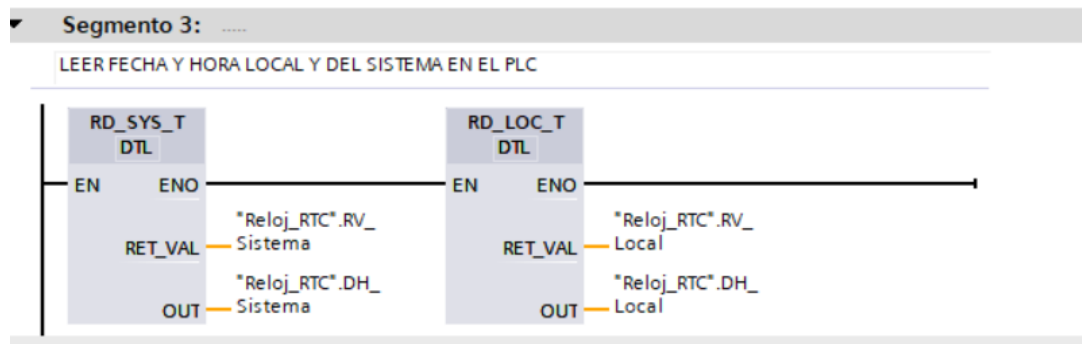 Segmento 3: .....
LEER FECHA Y HORA LOCAL Y DEL SISTEMA EN EL PLC
RD_SYS_T
DTL
EN ENO
RET_VAL
"Reloj_RTC".RV_
Sistema
OUT
"Reloj_RTC".DH_
Sistema
RD_LOC_T
DTL
EN ENO
RET_VAL
"Reloj_RTC".RV_
Local
OUT
"Reloj_RTC".DH_
Local